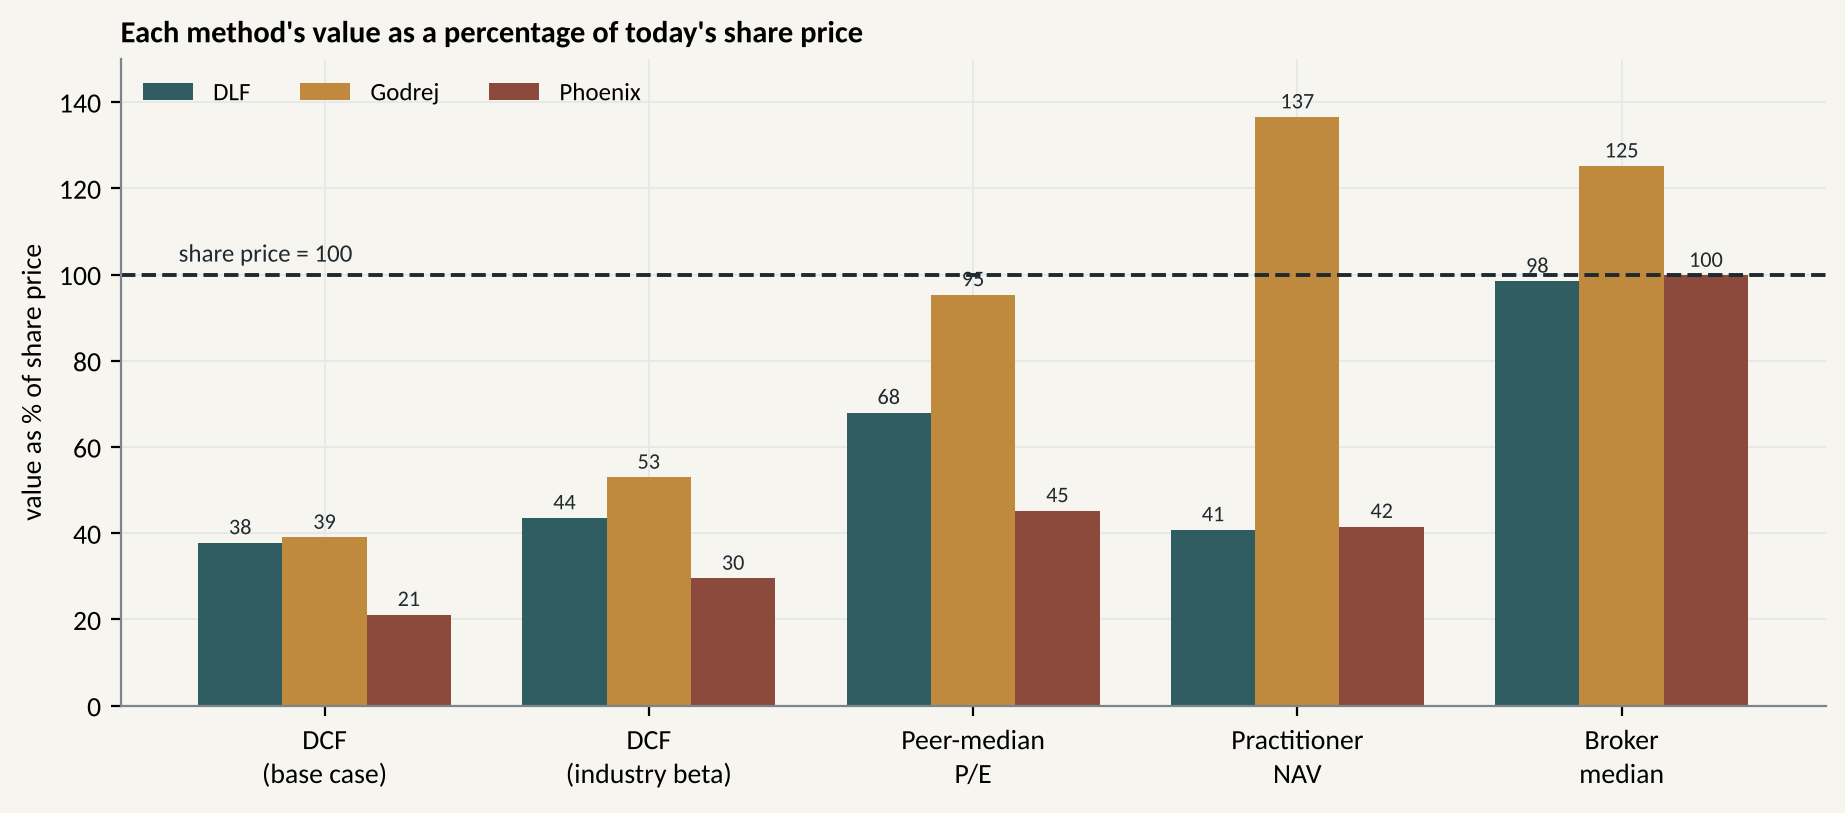 Each method's value as a percentage of today's share price
DLF
Godrej
Phoenix
value as % of share price
140
120
100
80
60
40
20
0
share price = 100
38
39
21
44
53
30
68
95
45
41
137
42
98
125
100
DCF
(base case)
DCF
(industry beta)
Peer-median
P/E
Practitioner
NAV
Broker
median